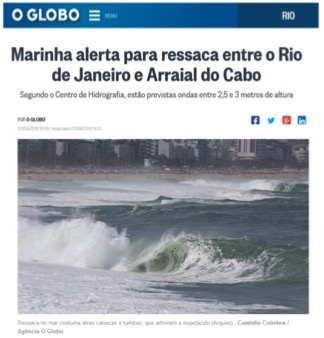 O GLOBO
MENU
RIO
Marinha alerta para ressaca entre o Rio
de Janeiro e Arraial do Cabo
Segundo o Centro de Hidrografia, estão previstas ondas entre 2,5 e 3 metros de altura
POR O GLOBO
Ressaca no mar costuma atrair cariocas e turistas, que admiram o espetáculo (Arquivo) - Custódio Coimbra /
Agência O Globo